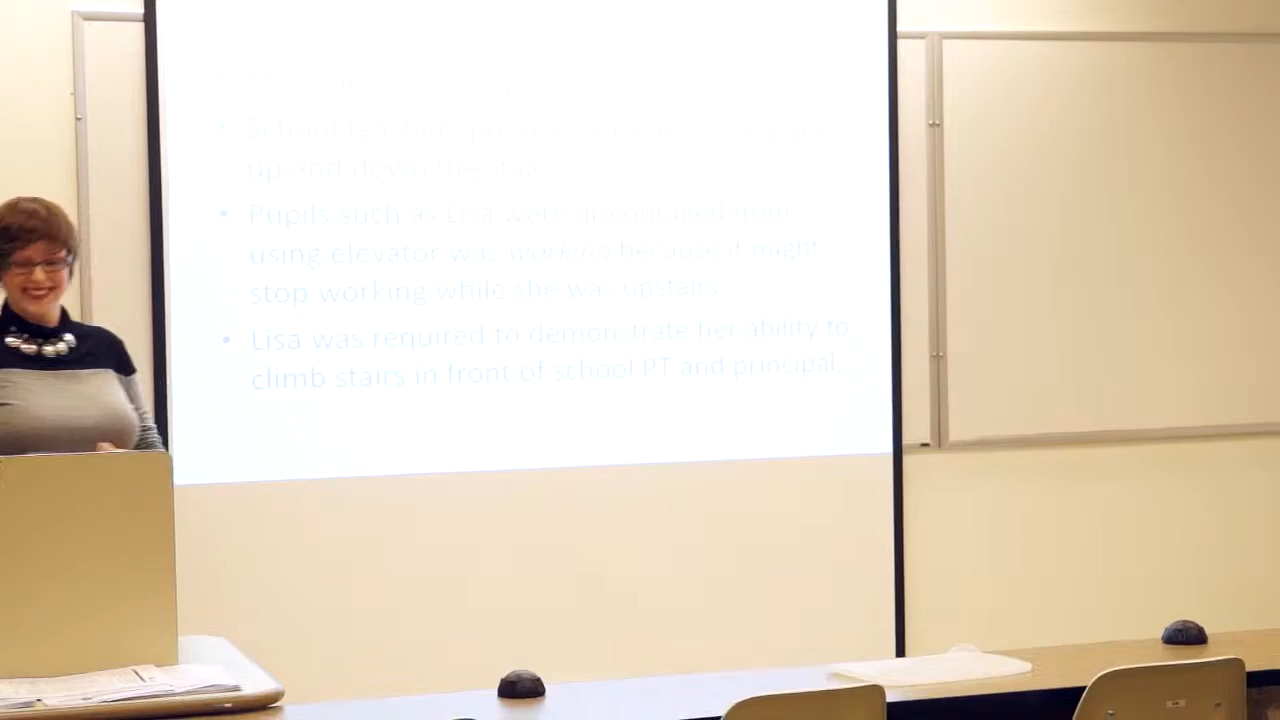 up and down the stairs
• Pupils such as Lisa were discouraged from
using elevator was working because it might
stop working while she was upstairs
• Lisa was required to demonstrate her ability to
climb stairs in front of school PT and principal